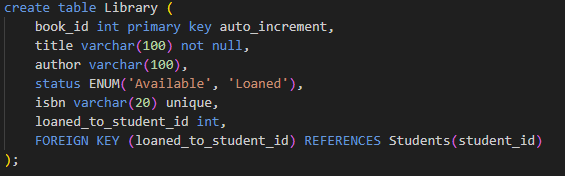 create table Library (
    book_id int primary key auto_increment,
    title varchar(100) not null,
    author varchar(100),
    status ENUM('Available', 'Loaned'),
    isbn varchar(20) unique,
    loaned_to_student_id int,
    FOREIGN KEY (loaned_to_student_id) REFERENCES Students(student_id)
);